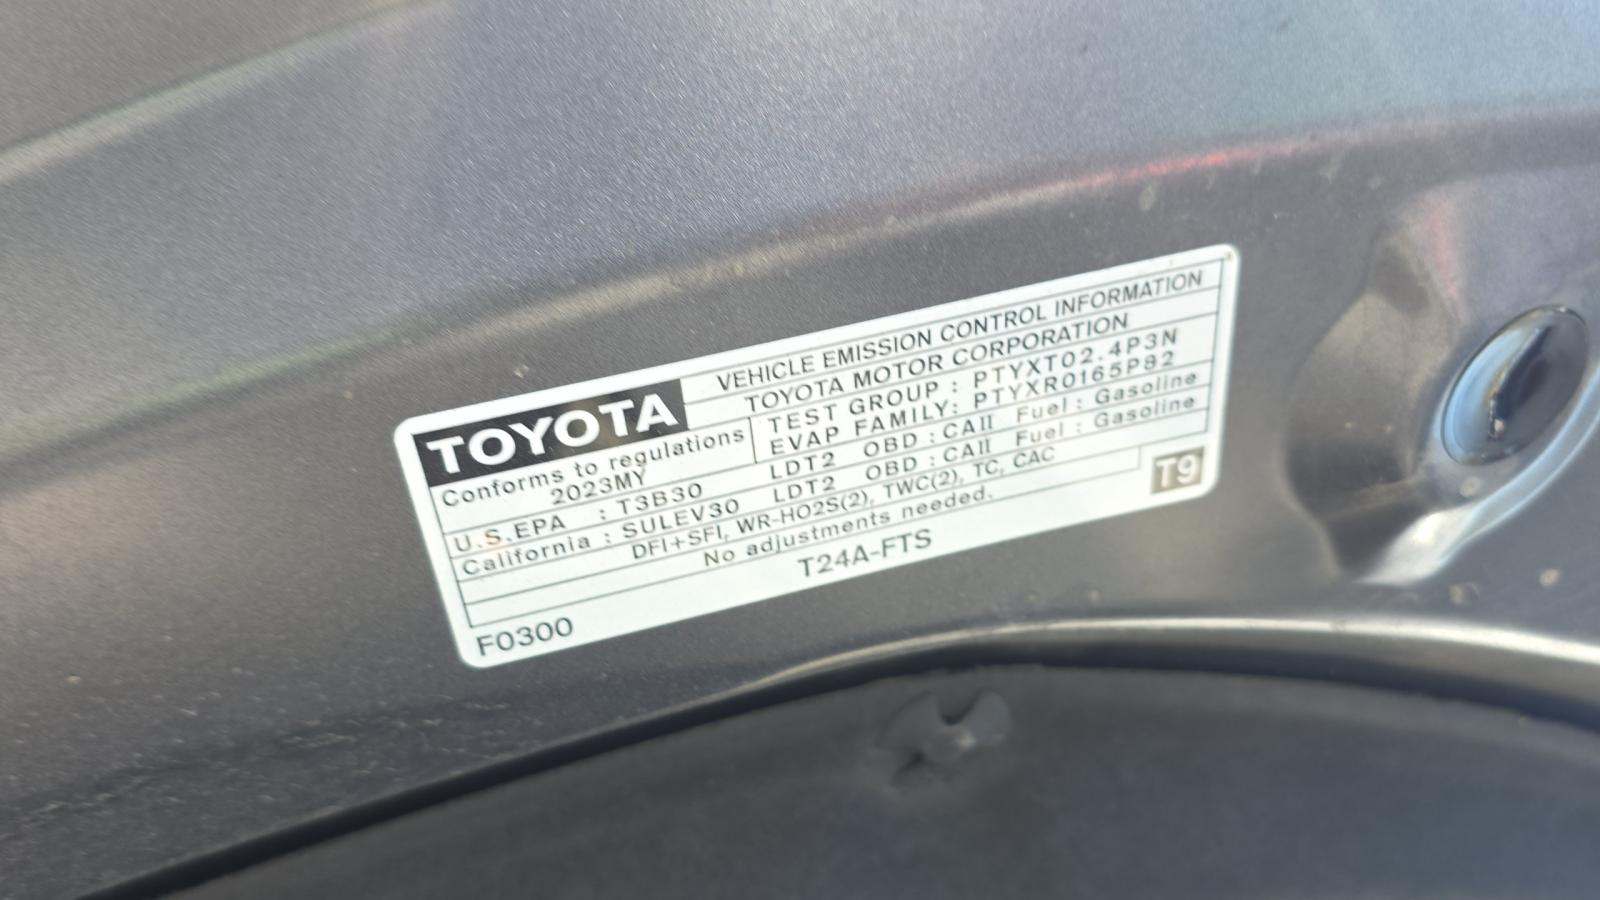 TOYOTA
VEHICLE EMISSION CONTROL INFORMATION
TOYOTA MOTOR CORPORATION
Conforms to regulations
2023MY
TEST GROUP: PTYXT02.4P3N
EVAP FAMILY: PTYXR0165P82
U.S.EPA : T3B30 LDT2 OBD : CAII Fuel : Gasoline
California : SULEV30 LDT2 OBD : CAII Fuel : Gasoline
DFI+SFI, WR-HO2S(2), TWC(2), TC, CAC
No adjustments needed.
T9
T24A-FTS
F0300